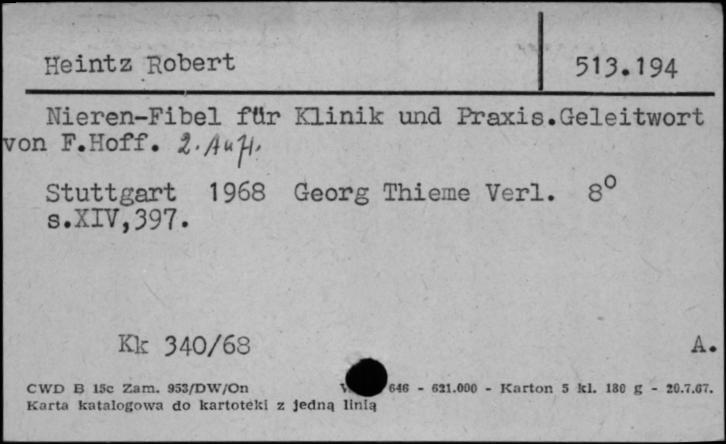 Heintz Robert 513.194
Nieren-Fibel für Klinik und Praxis.Geleitwort
von F.Hoff. 2. Aufl.
Stuttgart 1968 Georg Thieme Verl. 8°
s.XIV,397.
Kk 340/68 A.
CWD B 15c Zam. 953/DW/On 646 - 621.000 - Karton 5 kl. 180 g - 20.7.67.
Karta katalogowa do kartoteki z jedną linią